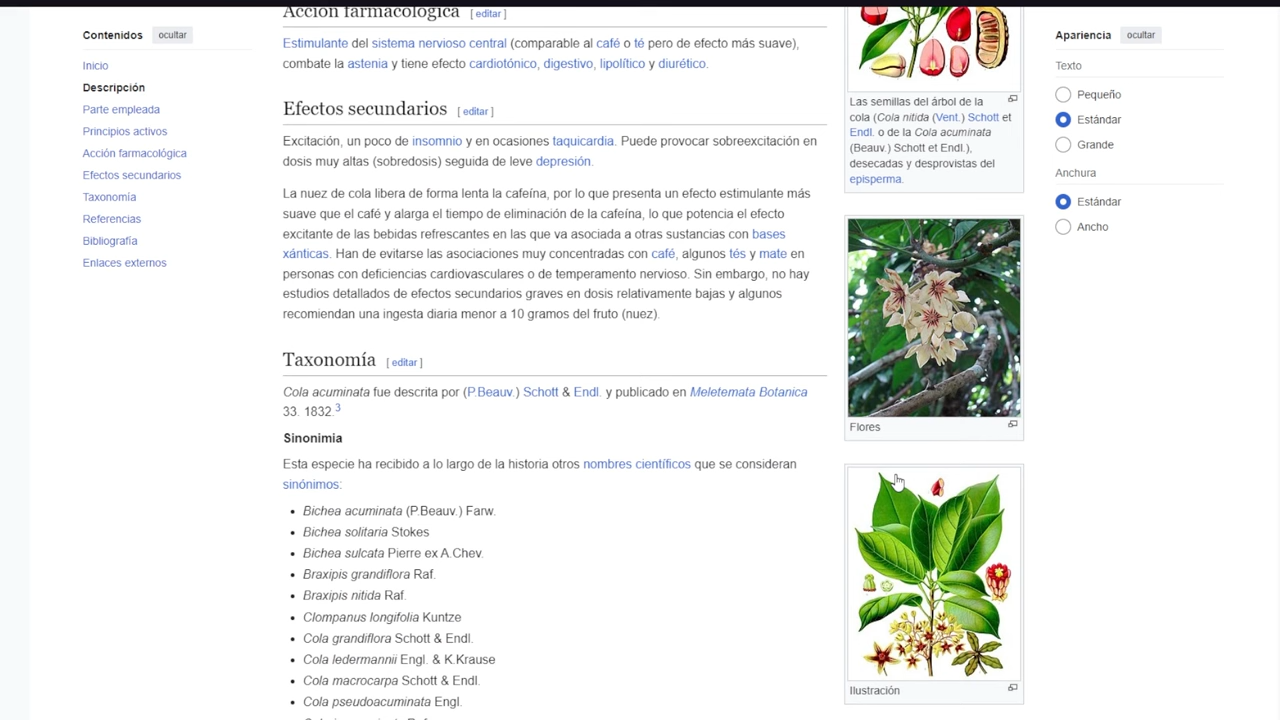 Contenidos ocultar
Inicio
Descripción
Parte empleada
Principios activos
Acción farmacológica
Efectos secundarios
Taxonomía
Referencias
Bibliografía
Enlaces externos
Acción farmacológica [ editar ]
Estimulante del sistema nervioso central (comparable al café o té pero de efecto más suave),
combate la astenia y tiene efecto cardiotónico, digestivo, lipolítico y diurético.
Efectos secundarios [ editar ]
Excitación, un poco de insomnio y en ocasiones taquicardia. Puede provocar sobreexcitación en
dosis muy altas (sobredosis) seguida de leve depresión.
La nuez de cola libera de forma lenta la cafeína, por lo que presenta un efecto estimulante más
suave que el café y alarga el tiempo de eliminación de la cafeína, lo que potencia el efecto
excitante de las bebidas refrescantes en las que va asociada a otras sustancias con bases
xánticas. Han de evitarse las asociaciones muy concentradas con café, algunos tés y mate en
personas con deficiencias cardiovasculares o de temperamento nervioso. Sin embargo, no hay
estudios detallados de efectos secundarios graves en dosis relativamente bajas y algunos
recomiendan una ingesta diaria menor a 10 gramos del fruto (nuez).
Taxonomía [ editar ]
Cola acuminata fue descrita por (P.Beauv.) Schott & Endl. y publicado en Meletemata Botanica
33. 1832.3
Sinonimia
Esta especie ha recibido a lo largo de la historia otros nombres científicos que se consideran
sinónimos:
• Bichea acuminata (P.Beauv.) Farw.
• Bichea solitaria Stokes
• Bichea sulcata Pierre ex A.Chev.
• Braxipis grandiflora Raf.
• Braxipis nitida Raf.
• Clompanus longifolia Kuntze
• Cola grandiflora Schott & Endl.
• Cola ledermannii Engl. & K.Krause
• Cola macrocarpa Schott & Endl.
• Cola pseudoacuminata Engl.
Las semillas del árbol de la
cola (Cola nitida (Vent.) Schott et
Endl. o de la Cola acuminata
(Beauv.) Schott et Endl.),
desecadas y desprovistas del
episperma.
Flores
Ilustración
Apariencia ocultar
Texto
Pequeño
Estándar
Grande
Anchura
Estándar
Ancho